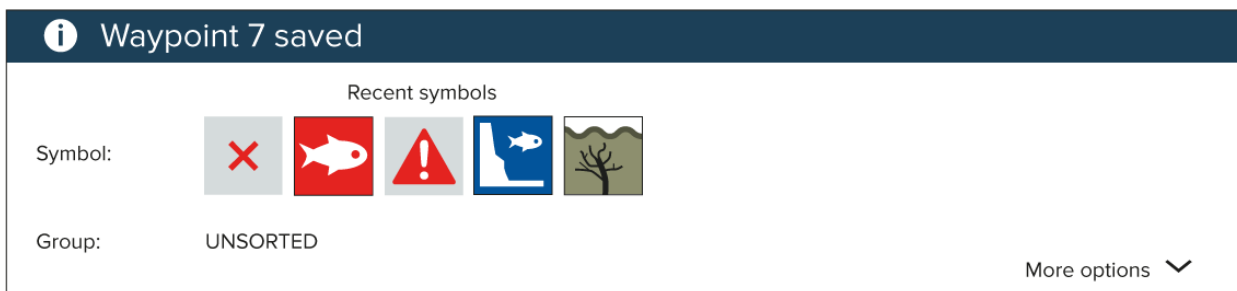 Waypoint 7 saved
Recent symbols
Symbol:
Group: UNSORTED
More options